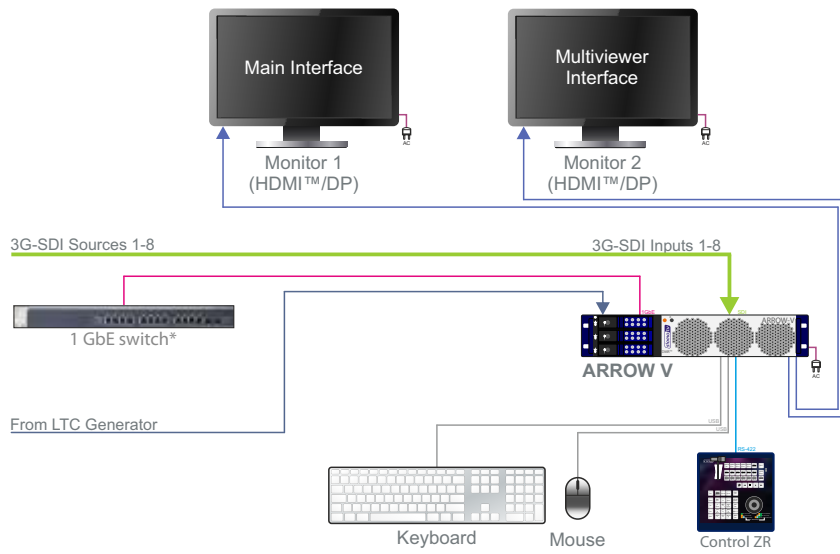 Main Interface
Multiviewer
Interface
AC
AC
Monitor 1
(HDMI™/DP)
Monitor 2
(HDMI™/DP)
3G-SDI Sources 1-8
3G-SDI Inputs 1-8
1GbE
SDI
ARROW-V
1 GbE switch*
ARROW V
AC
From LTC Generator
USB
USB
RS-422
Keyboard
Mouse
Control ZR